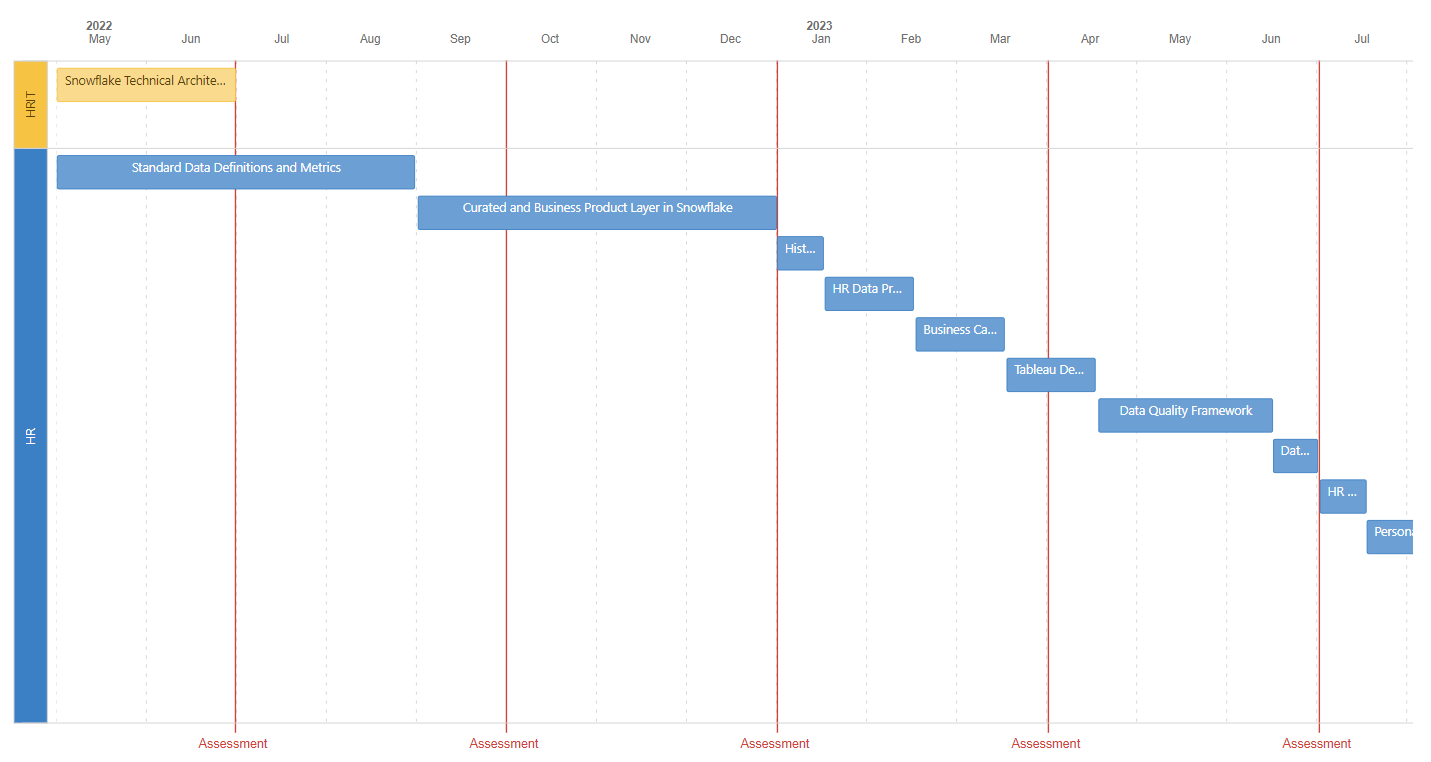 2022
2023
May Jun Jul Aug Sep Oct Nov Dec Jan Feb Mar Apr May Jun Jul
HRIT
Snowflake Technical Archite...
HR
Standard Data Definitions and Metrics
Curated and Business Product Layer in Snowflake
Hist...
HR Data Pr...
Business Ca...
Tableau De...
Data Quality Framework
Dat...
HR ...
Persona
Assessment Assessment Assessment Assessment Assessment